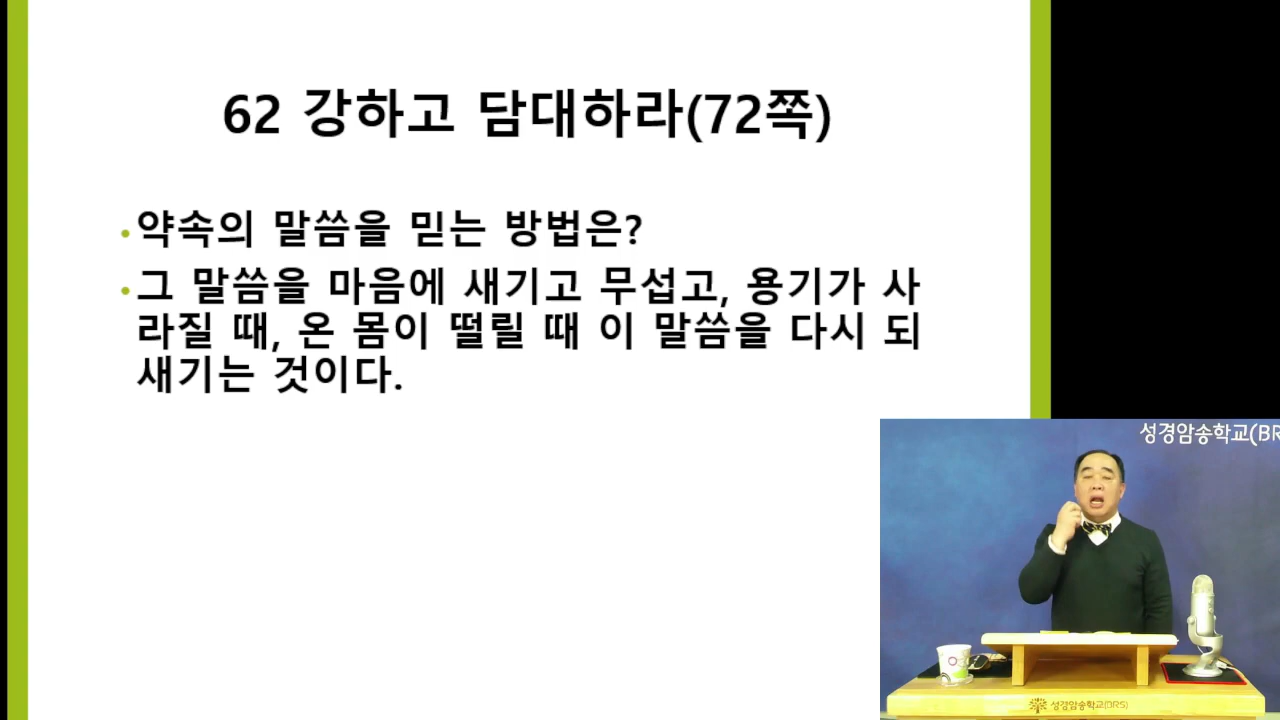 62 강하고 담대하라(72쪽)
•약속의 말씀을 믿는 방법은?
•그 말씀을 마음에 새기고 무섭고, 용기가 사
라질 때, 온 몸이 떨릴 때 이 말씀을 다시 되
새기는 것이다.
성경암송학교(BR
성경암송학교(BRS)